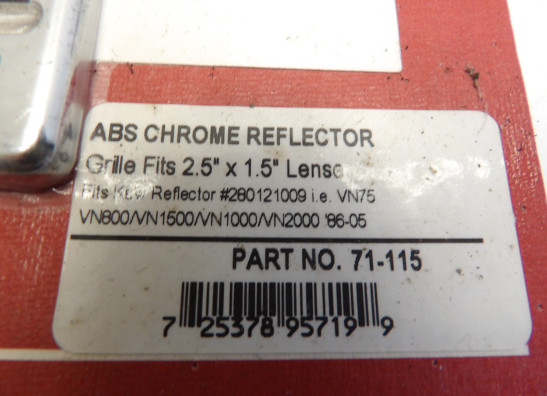 ABS CHROME REFLECTOR
Grille Fits 2.5" x 1.5" Lense
Fits Kaw Reflector #280121009 i.e. VN75
VN800/VN1500/VN1000/VN2000 '86-05
PART NO. 71-115
7 25378 95719 9